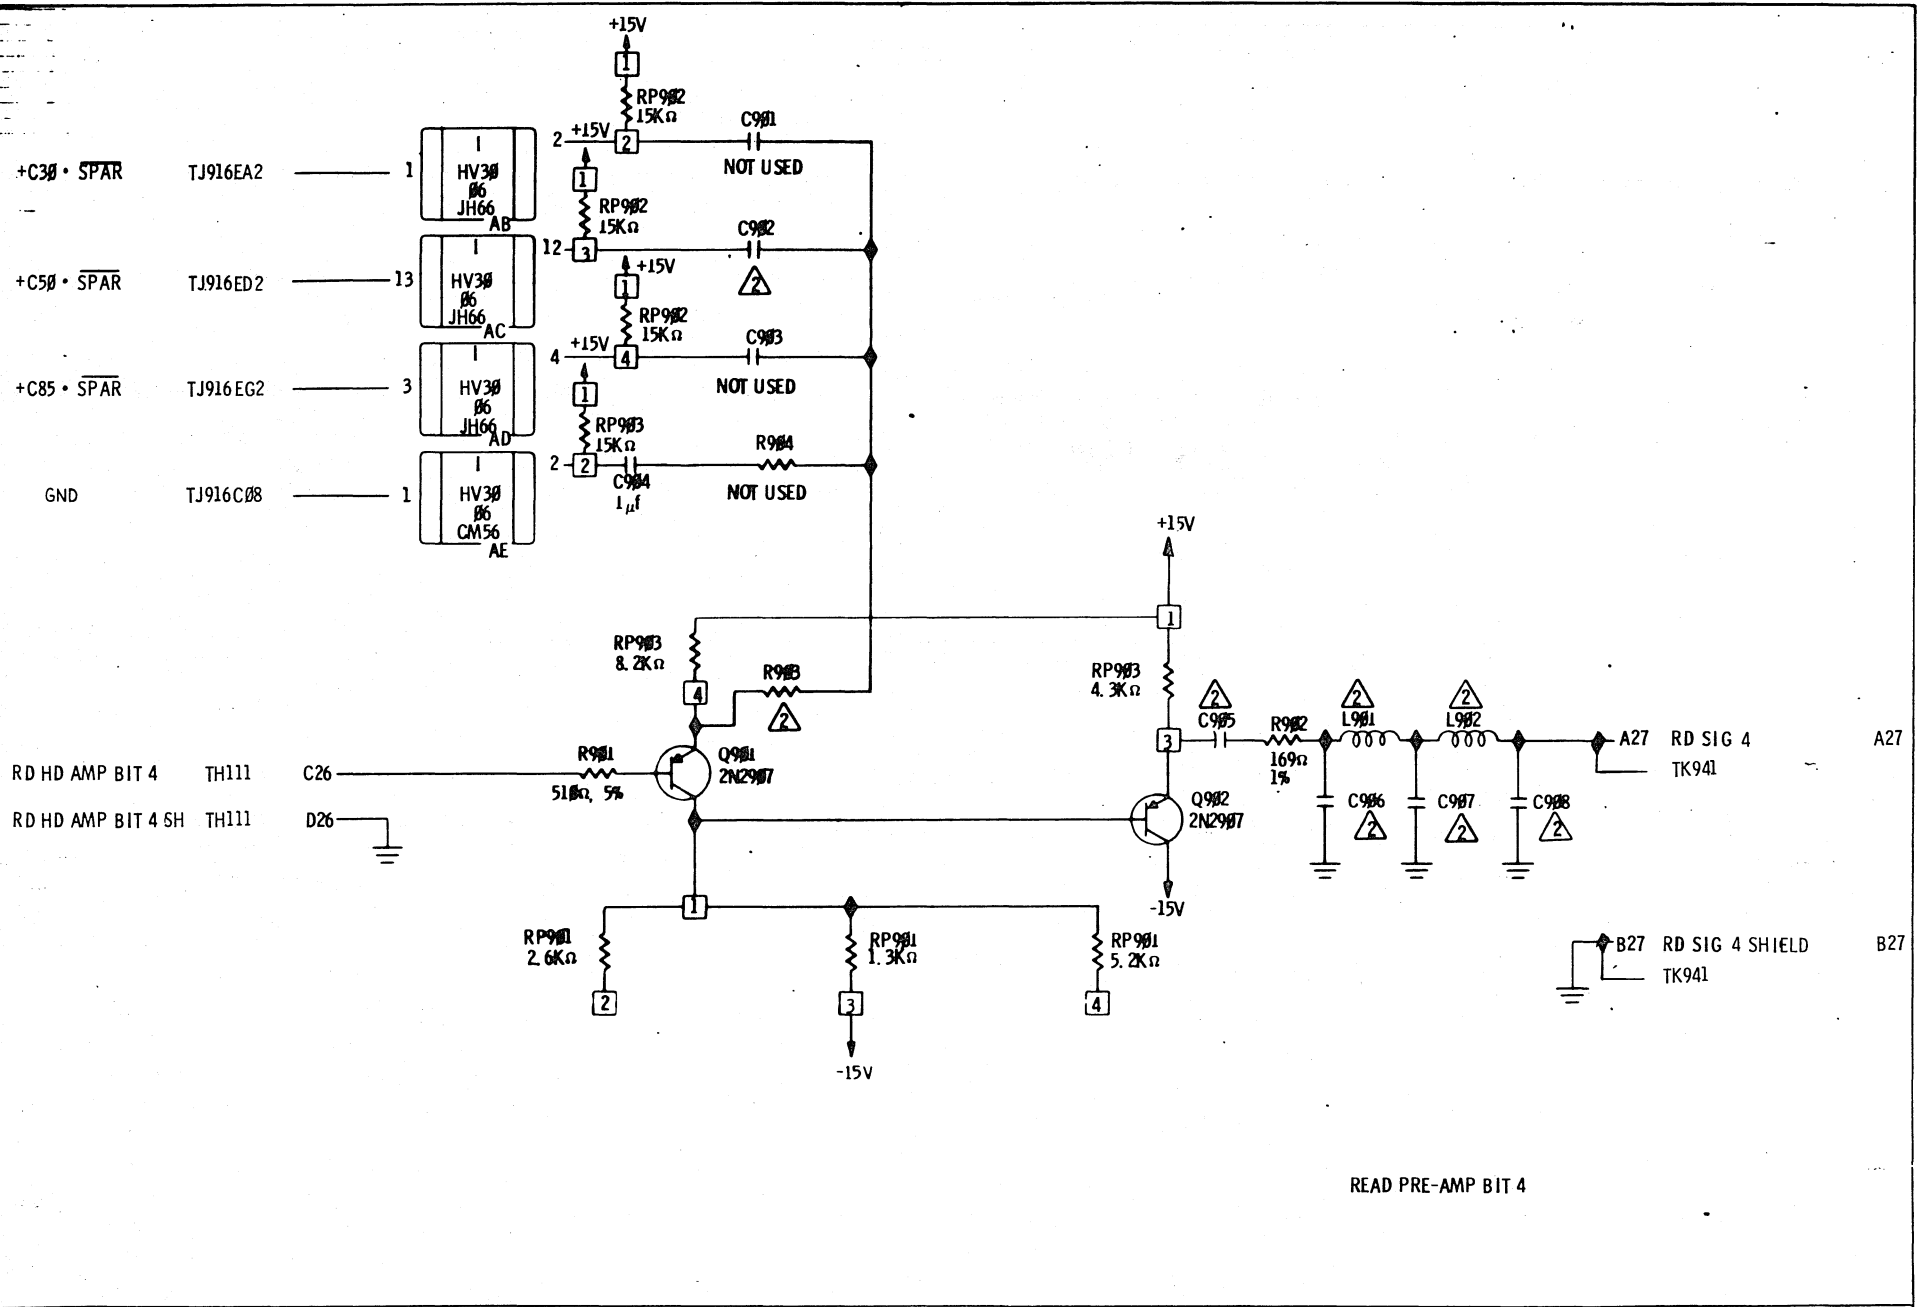 +15V
1
RP9Ø2
15KΩ
2 +15V 2
C9Ø1
NOT USED
+C3Ø · SPAR TJ916EA2 1
I
HV3Ø
Ø6
JH66
AB
1
RP9Ø2
15KΩ
12 3
C9Ø2
2
+C5Ø · SPAR TJ916ED2 13
I
HV3Ø
Ø6
JH66
AC
+15V
1
RP9Ø2
15KΩ
4 +15V 4
C9Ø3
NOT USED
+C85 · SPAR TJ916EG2 3
I
HV3Ø
Ø6
JH66
AD
1
RP9Ø3
15KΩ
2 2
C9Ø4
1μf
R9Ø4
NOT USED
GND TJ916CØ8 1
I
HV3Ø
Ø6
CM56
AE
+15V
1
RP9Ø3
8.2KΩ
4
R9Ø3
2
RP9Ø3
4.3KΩ
3
2
C9Ø5
R9Ø2
169Ω
1%
2
L9Ø1
2
L9Ø2
A27 RD SIG 4 A27
TK941
RD HD AMP BIT 4 TH111 C26
R9Ø1
51ØΩ, 5%
Q9Ø1
2N29Ø7
RD HD AMP BIT 4 SH TH111 D26
Q9Ø2
2N29Ø7
C9Ø6
2
C9Ø7
2
C9Ø8
2
-15V
1
RP9Ø1
2.6KΩ
2
RP9Ø1
1.3KΩ
3
-15V
RP9Ø1
5.2KΩ
4
B27 RD SIG 4 SHIELD B27
TK941
READ PRE-AMP BIT 4